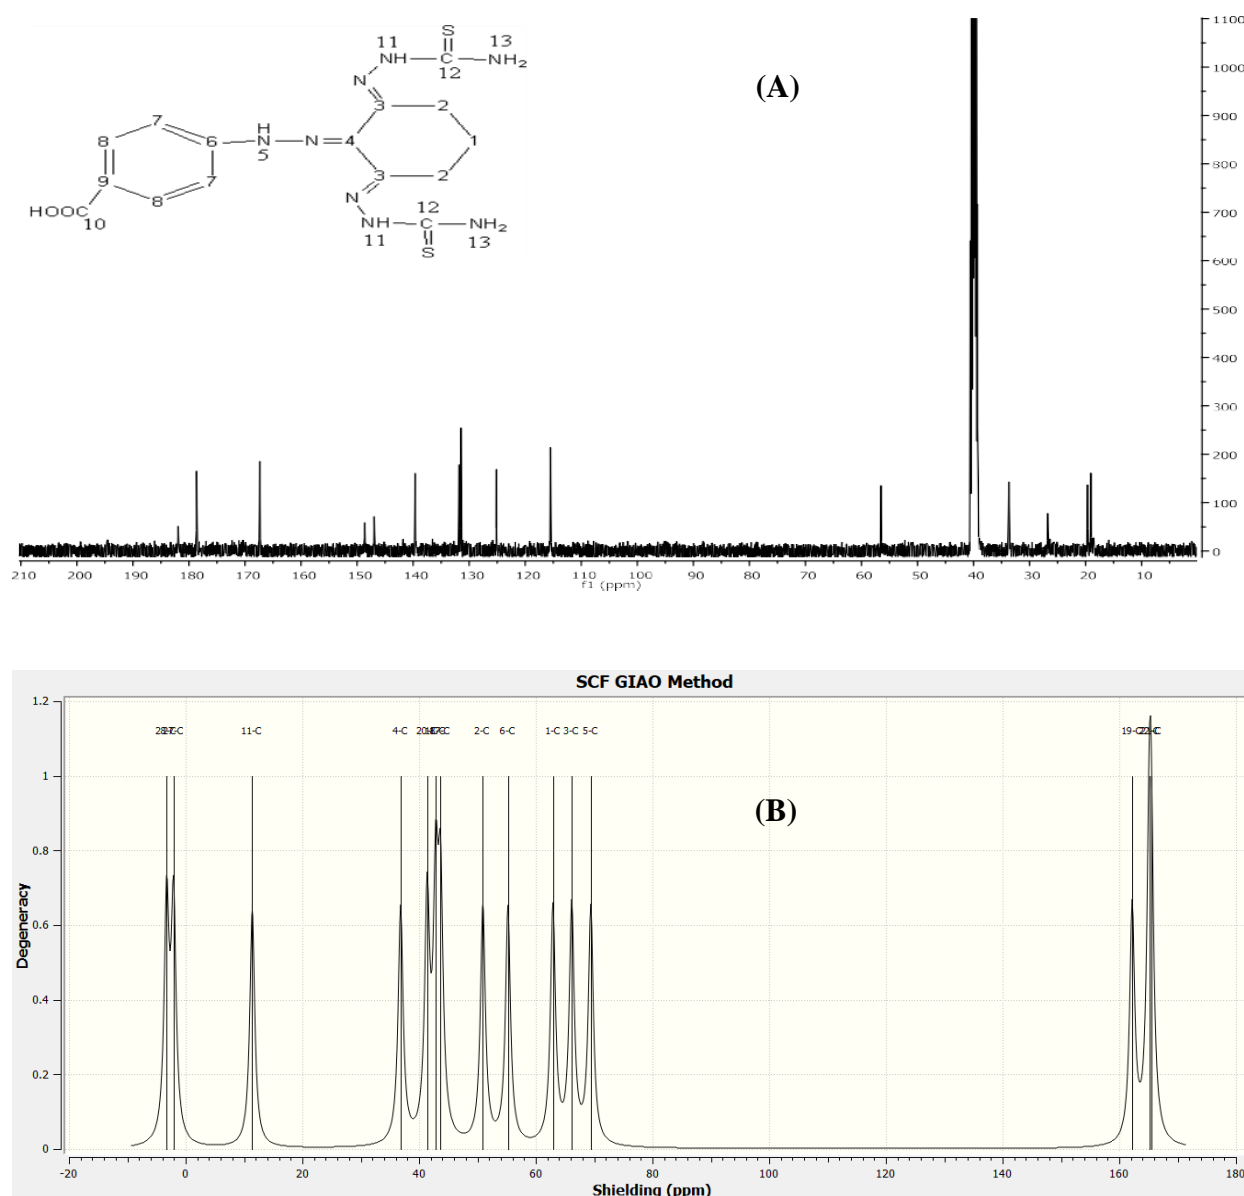 S
11
13
NH
C
NH₂
12
N
3
2
7
H
8
6
N
N
4
1
5
9
3
2
7
8
N
12
13
HOOC
10
NH
C
NH₂
11
S
(A)
1100
1000
900
800
700
600
500
400
300
200
100
0
210 200 190 180 170 160 150 140 130 120 110 100 90 80 70 60 50 40 30 20 10
f1 (ppm)
SCF GIAO Method
1.2
1
0.8
0.6
0.4
0.2
0
Degeneracy
11-C 4-C 2-C 6-C 1-C 3-C 5-C
(B)
-20 0 20 40 60 80 100 120 140 160 180
Shielding (ppm)